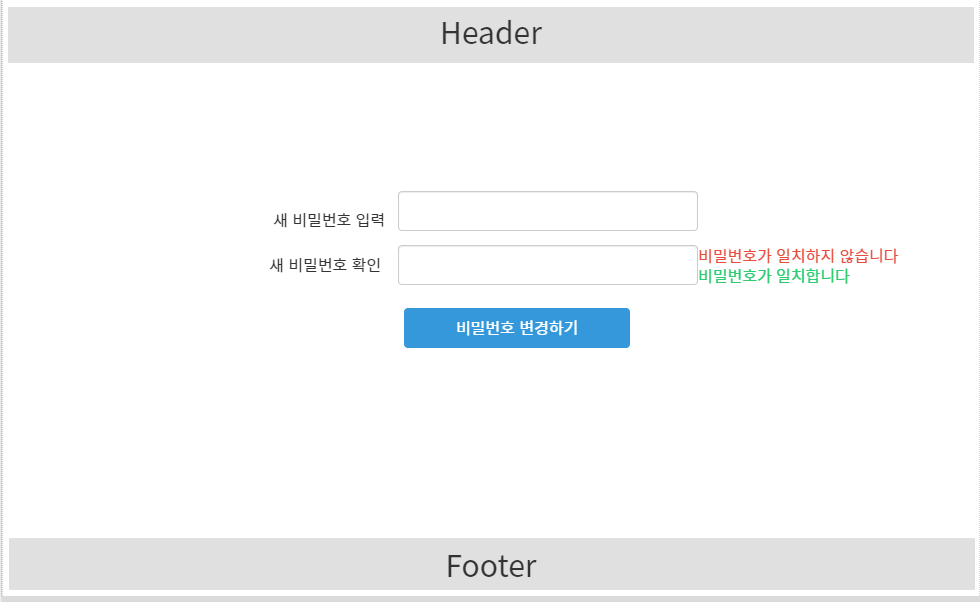 Header
새 비밀번호 입력
새 비밀번호 확인
비밀번호가 일치하지 않습니다
비밀번호가 일치합니다
비밀번호 변경하기
Footer